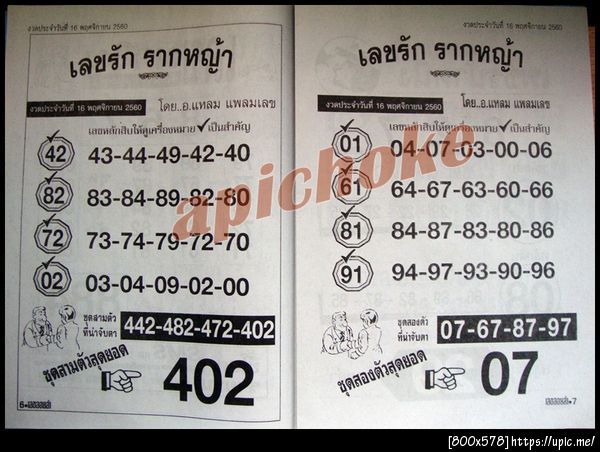 งวดประจำวันที่ 16 พฤศจิกายน 2560
เลขรัก รากหญ้า
งวดประจำวันที่ 16 พฤศจิกายน 2560
โดย..อ.แหลม แพลมเลข
เลขหลักสิบให้ดูเครื่องหมาย ✓ เป็นสำคัญ
42 43-44-49-42-40
82 83-84-89-82-80
72 73-74-79-72-70
02 03-04-09-02-00
ชุดสามตัว
ที่น่าจับตา
442-482-472-402
ชุดสามตัวสุดยอด
402
6
งวดประจำวันที่ 16 พฤศจิกายน 2560
เลขรัก รากหญ้า
งวดประจำวันที่ 16 พฤศจิกายน 2560
โดย..อ.แหลม แพลมเลข
เลขหลักสิบให้ดูเครื่องหมาย ✓ เป็นสำคัญ
01 04-07-03-00-06
61 64-67-63-60-66
81 84-87-83-80-86
91 94-97-93-90-96
ชุดสองตัว
ที่น่าจับตา
07-67-87-97
ชุดสองตัวสุดยอด
07
7
apichoke
[800x578]https://upic.me/